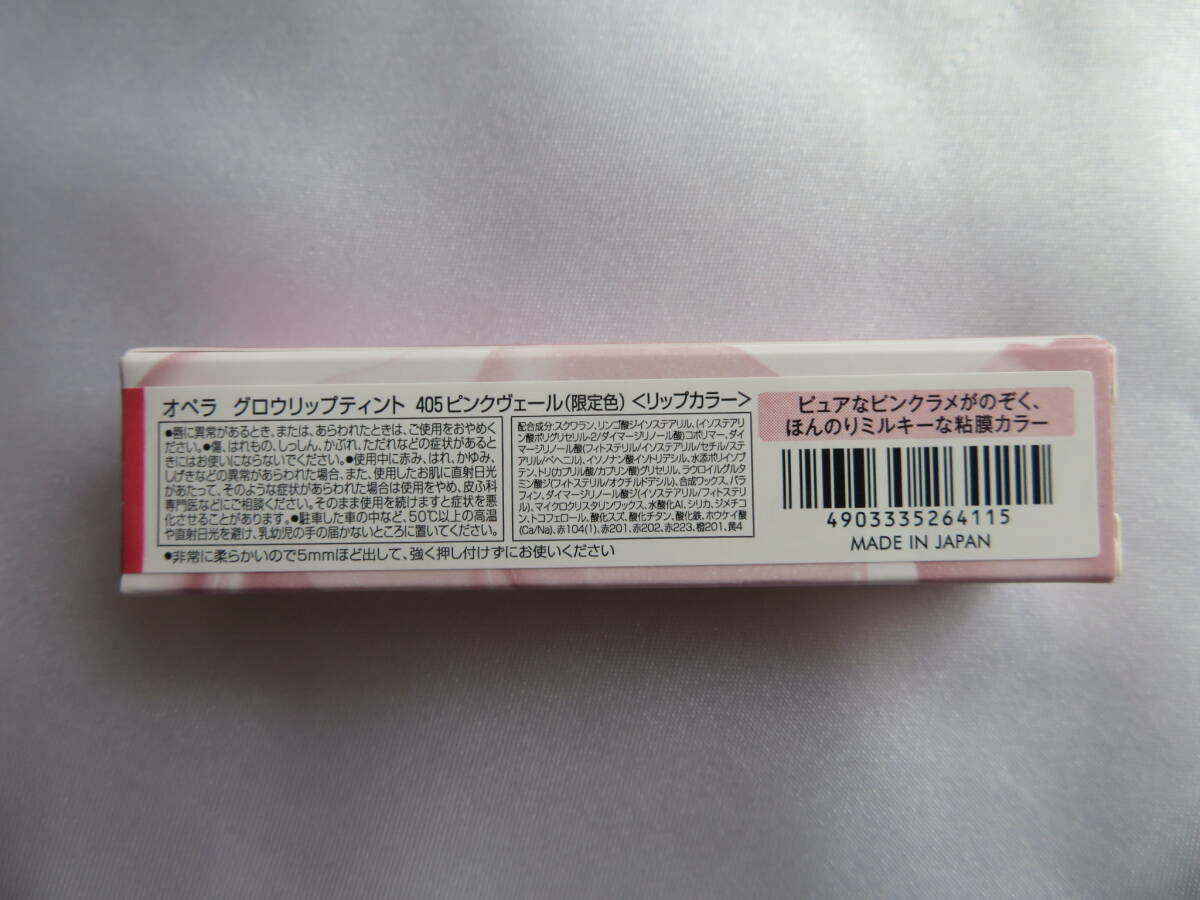 オペラ グロウリップティント 405ピンクヴェール(限定色)<リップカラー>
●唇に異常があるとき、または、あらわれたときは、ご使用をおやめく
ださい。●傷、はれもの、しっしん、かぶれ、ただれなどの症状があると
きにはお使いにならないでください。●使用中に赤み、はれ、かゆみ、
しげきなどの異常があらわれた場合、また、使用したお肌に直射日光
があたって、そのような症状があらわれた場合は使用をやめ、皮ふ科
専門医などにご相談ください。そのまま使用を続けますと症状を悪
化させることがあります。●駐車した車の中など、50℃以上の高温
や直射日光を避け、乳幼児の手の届かないところに置いてください。
●非常に柔らかいので5mmほど出して、強く押し付けずにお使いください
配合成分:スクワラン、リンゴ酸ジイソステアリル、(イソステアリ
ン酸ポリグリセリル-2/ダイマージリノール酸)コポリマー、ダイ
マージリノール酸(フィトステリル/イソステアリル/セチル/ステ
アリル/ベヘニル)、イソノナン酸イソトリデシル、水添ポリイソブ
テン、トリ(カプリル酸/カプリン酸)グリセリル、ラウロイルグルタ
ミン酸ジ(フィトステリル/オクチルドデシル)、合成ワックス、パラ
フィン、ダイマージリノール酸ジ(イソステアリル/フィトステリ
ル)、マイクロクリスタリンワックス、水酸化Al、シリカ、ジメチコ
ン、トコフェロール、酸化スズ、酸化チタン、酸化鉄、ホウケイ酸
(Ca/Na)、赤104(1)、赤201、赤202、赤223、橙201、黄4
ピュアなピンクラメがのぞく、
ほんのりミルキーな粘膜カラー
4903335264115
MADE IN JAPAN